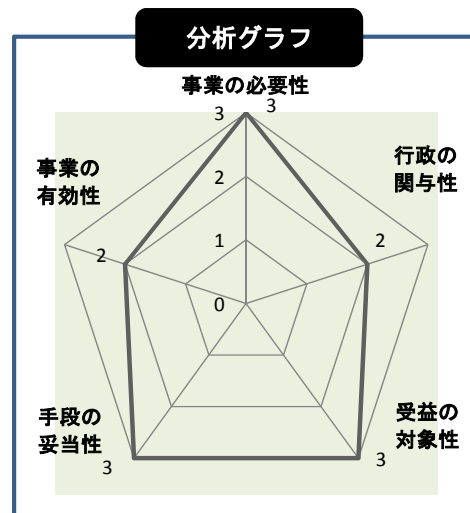 分析グラフ
事業の必要性
3
3
行政の
関与性
2
受益の
対象性
3
手段の
妥当性
3
事業の
有効性
2
2
1
0